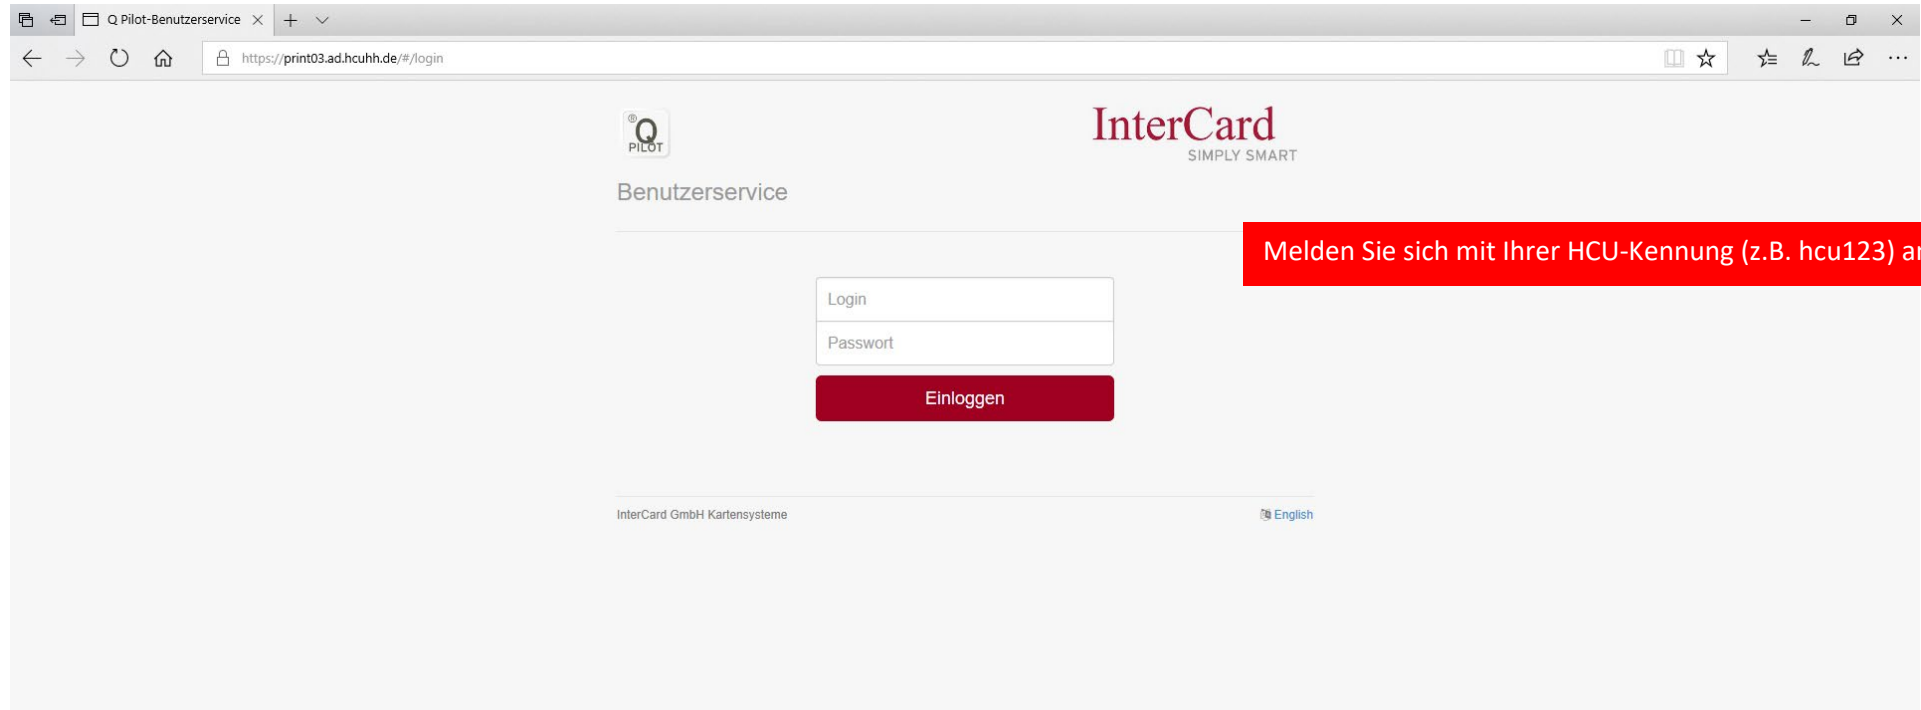 Q Pilot-Benutzerservice
https://print03.ad.hcuhh.de/#/login
®Q
PILOT
InterCard
SIMPLY SMART
Benutzerservice
Melden Sie sich mit Ihrer HCU-Kennung (z.B. hcu123)
Login
Passwort
Einloggen
InterCard GmbH Kartensysteme
English